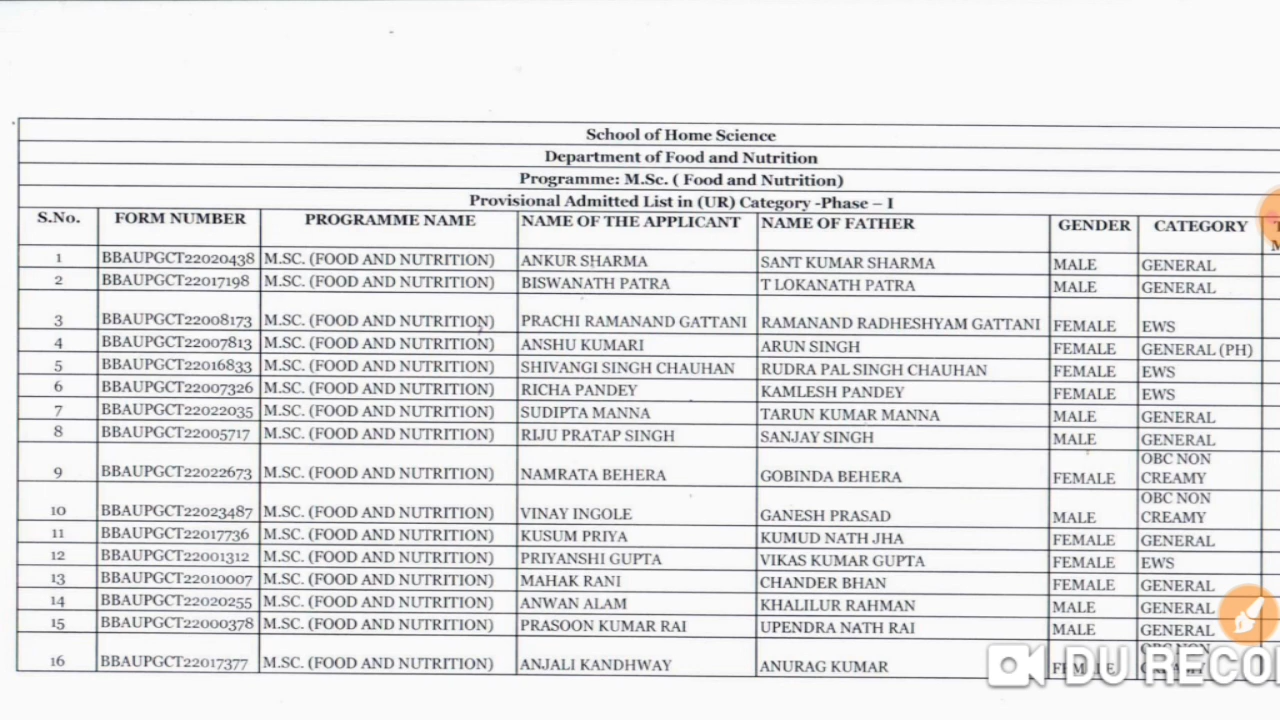 School of Home Science
Department of Food and Nutrition
Programme: M.Sc. ( Food and Nutrition)
Provisional Admitted List in (UR) Category -Phase – I
S.No. FORM NUMBER PROGRAMME NAME NAME OF THE APPLICANT NAME OF FATHER GENDER CATEGORY
1 BBAUPGCT22020438 M.SC. (FOOD AND NUTRITION) ANKUR SHARMA SANT KUMAR SHARMA MALE GENERAL
2 BBAUPGCT22017198 M.SC. (FOOD AND NUTRITION) BISWANATH PATRA T LOKANATH PATRA MALE GENERAL
3 BBAUPGCT22008173 M.SC. (FOOD AND NUTRITION) PRACHI RAMANAND GATTANI RAMANAND RADHESHYAM GATTANI FEMALE EWS
4 BBAUPGCT22007813 M.SC. (FOOD AND NUTRITION) ANSHU KUMARI ARUN SINGH FEMALE GENERAL (PH)
5 BBAUPGCT22016833 M.SC. (FOOD AND NUTRITION) SHIVANGI SINGH CHAUHAN RUDRA PAL SINGH CHAUHAN FEMALE EWS
6 BBAUPGCT22007326 M.SC. (FOOD AND NUTRITION) RICHA PANDEY KAMLESH PANDEY FEMALE EWS
7 BBAUPGCT22022035 M.SC. (FOOD AND NUTRITION) SUDIPTA MANNA TARUN KUMAR MANNA MALE GENERAL
8 BBAUPGCT22005717 M.SC. (FOOD AND NUTRITION) RIJU PRATAP SINGH SANJAY SINGH MALE GENERAL
9 BBAUPGCT22022673 M.SC. (FOOD AND NUTRITION) NAMRATA BEHERA GOBINDA BEHERA FEMALE OBC NON CREAMY
10 BBAUPGCT22023487 M.SC. (FOOD AND NUTRITION) VINAY INGOLE GANESH PRASAD MALE OBC NON CREAMY
11 BBAUPGCT22017736 M.SC. (FOOD AND NUTRITION) KUSUM PRIYA KUMUD NATH JHA FEMALE GENERAL
12 BBAUPGCT22001312 M.SC. (FOOD AND NUTRITION) PRIYANSHI GUPTA VIKAS KUMAR GUPTA FEMALE EWS
13 BBAUPGCT22010007 M.SC. (FOOD AND NUTRITION) MAHAK RANI CHANDER BHAN FEMALE GENERAL
14 BBAUPGCT22020255 M.SC. (FOOD AND NUTRITION) ANWAN ALAM KHALILUR RAHMAN MALE GENERAL
15 BBAUPGCT22000378 M.SC. (FOOD AND NUTRITION) PRASOON KUMAR RAI UPENDRA NATH RAI MALE GENERAL
16 BBAUPGCT22017377 M.SC. (FOOD AND NUTRITION) ANJALI KANDHWAY ANURAG KUMAR FEMALE OBC NON
DU RECO